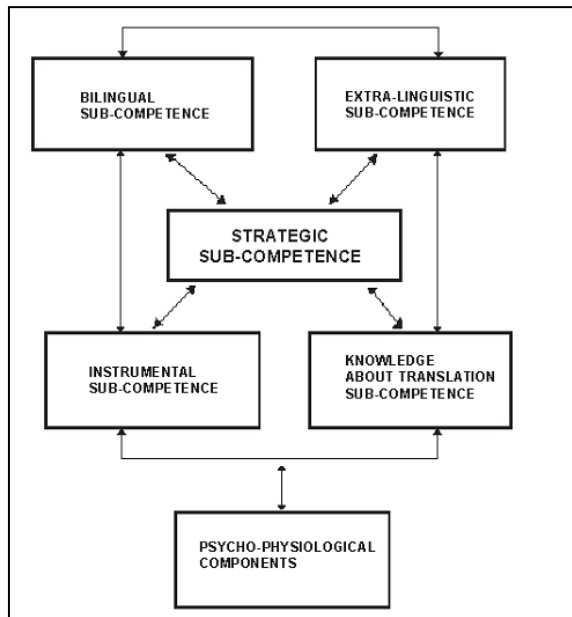 BILINGUAL
SUB-COMPETENCE
EXTRA-LINGUISTIC
SUB-COMPETENCE
STRATEGIC
SUB-COMPETENCE
INSTRUMENTAL
SUB-COMPETENCE
KNOWLEDGE
ABOUT TRANSLATION
SUB-COMPETENCE
PSYCHO-PHYSIOLOGICAL
COMPONENTS